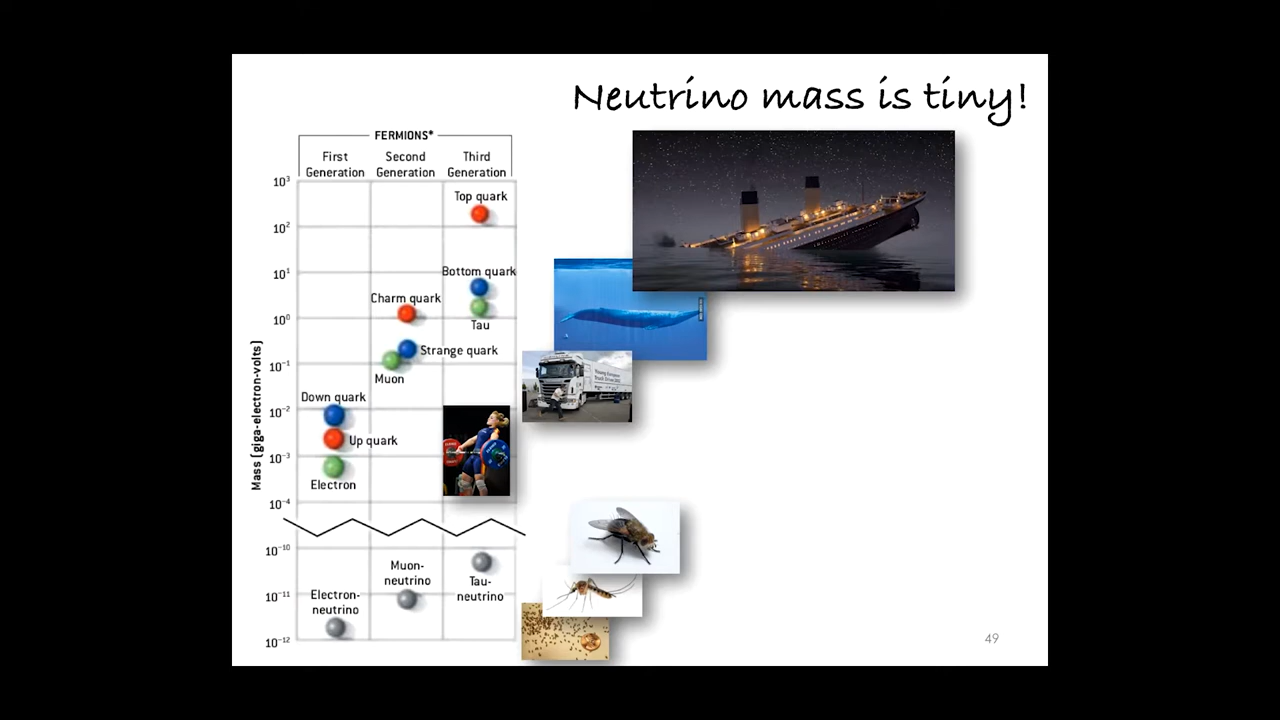 Neutrino mass is tiny!
FERMIONS*
First
Generation
Second
Generation
Third
Generation
Mass (giga-electron-volts)
10³
10²
10¹
10⁰
10⁻¹
10⁻²
10⁻³
10⁻⁴
10⁻¹⁰
10⁻¹¹
10⁻¹²
Top quark
Bottom quark
Charm quark
Tau
Strange quark
Muon
Down quark
Up quark
Electron
Muon-
neutrino
Tau-
neutrino
Electron-
neutrino
49